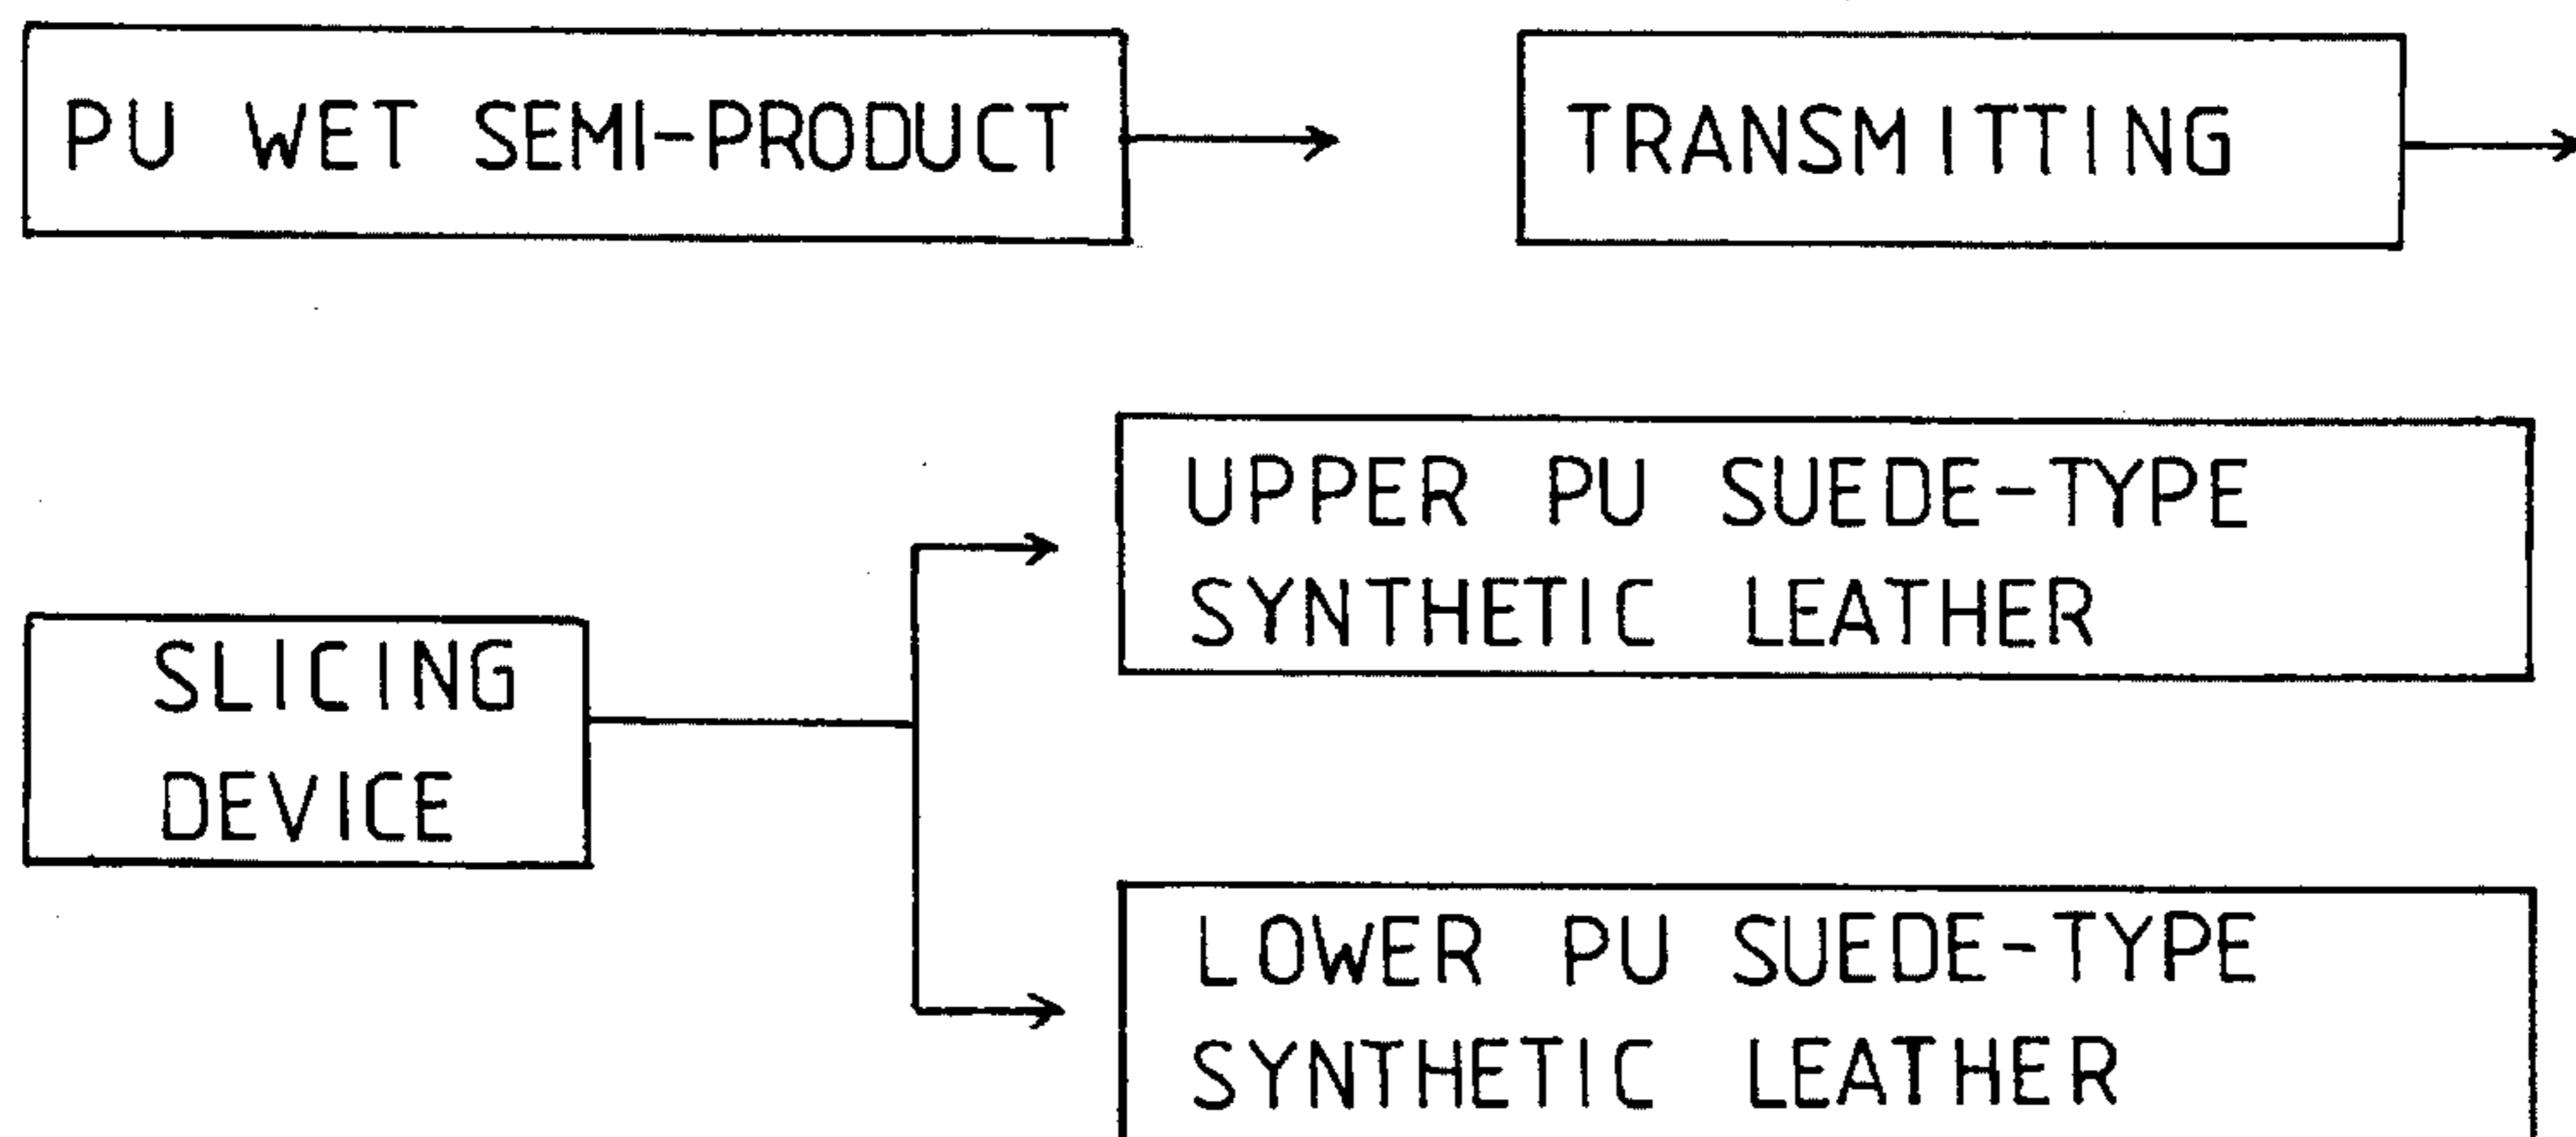 PU WET SEMI-PRODUCT
TRANSMITTING
UPPER PU SUEDE-TYPE
SYNTHETIC LEATHER
SLICING
DEVICE
LOWER PU SUEDE-TYPE
SYNTHETIC LEATHER